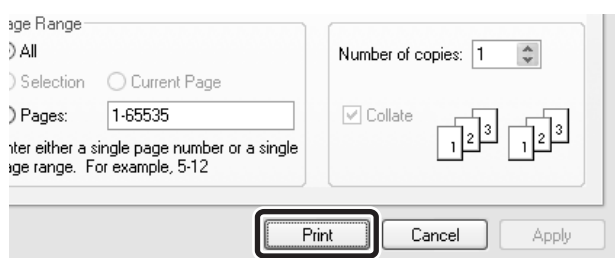 age Range
All
Selection Current Page
Pages: 1-65535
nter either a single page number or a single
age range. For example, 5-12
Number of copies: 1
Collate
1 2 3 1 2 3
Print Cancel Apply